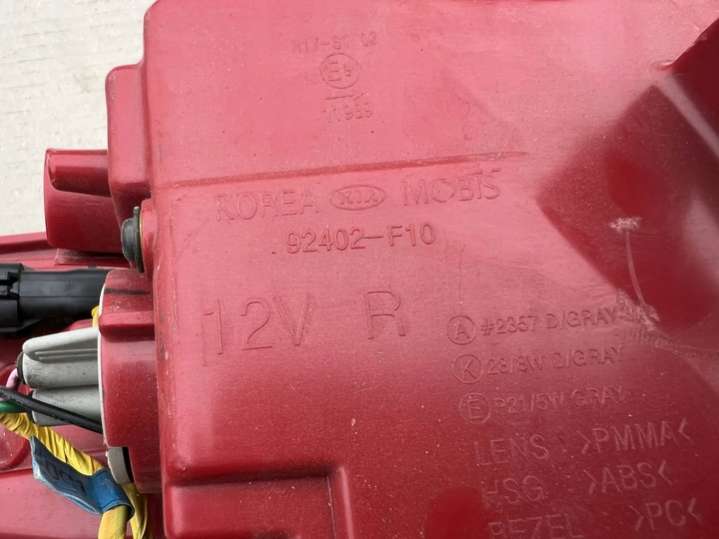 E
KOREA KIA MOBIS
92402-F10
12V R
A #2357 D/GRAY
K 28/8W D/GRAY
E P21/5W GRAY
LENS >PMMA<
HSG >ABS<
BEZEL >PC<